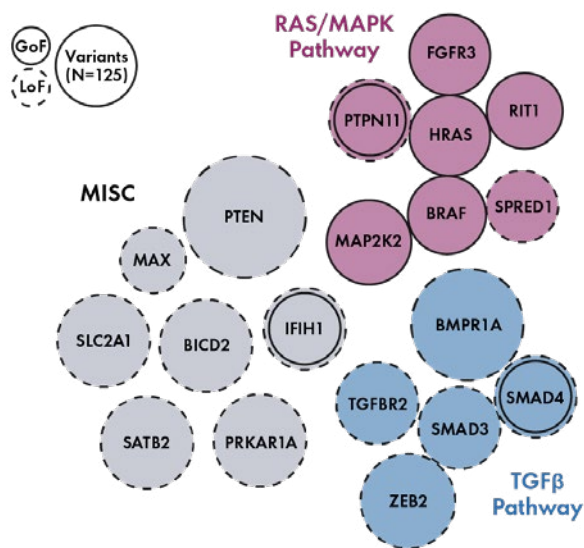 GoF
LoF
Variants
(N=125)
RAS/MAPK
Pathway
FGFR3
PTPN11
HRAS
RIT1
MAP2K2
BRAF
SPRED1
MISC
PTEN
MAX
SLC2A1
BICD2
IFIH1
SATB2
PRKAR1A
BMPR1A
TGFBR2
SMAD3
SMAD4
ZEB2
TGFβ
Pathway